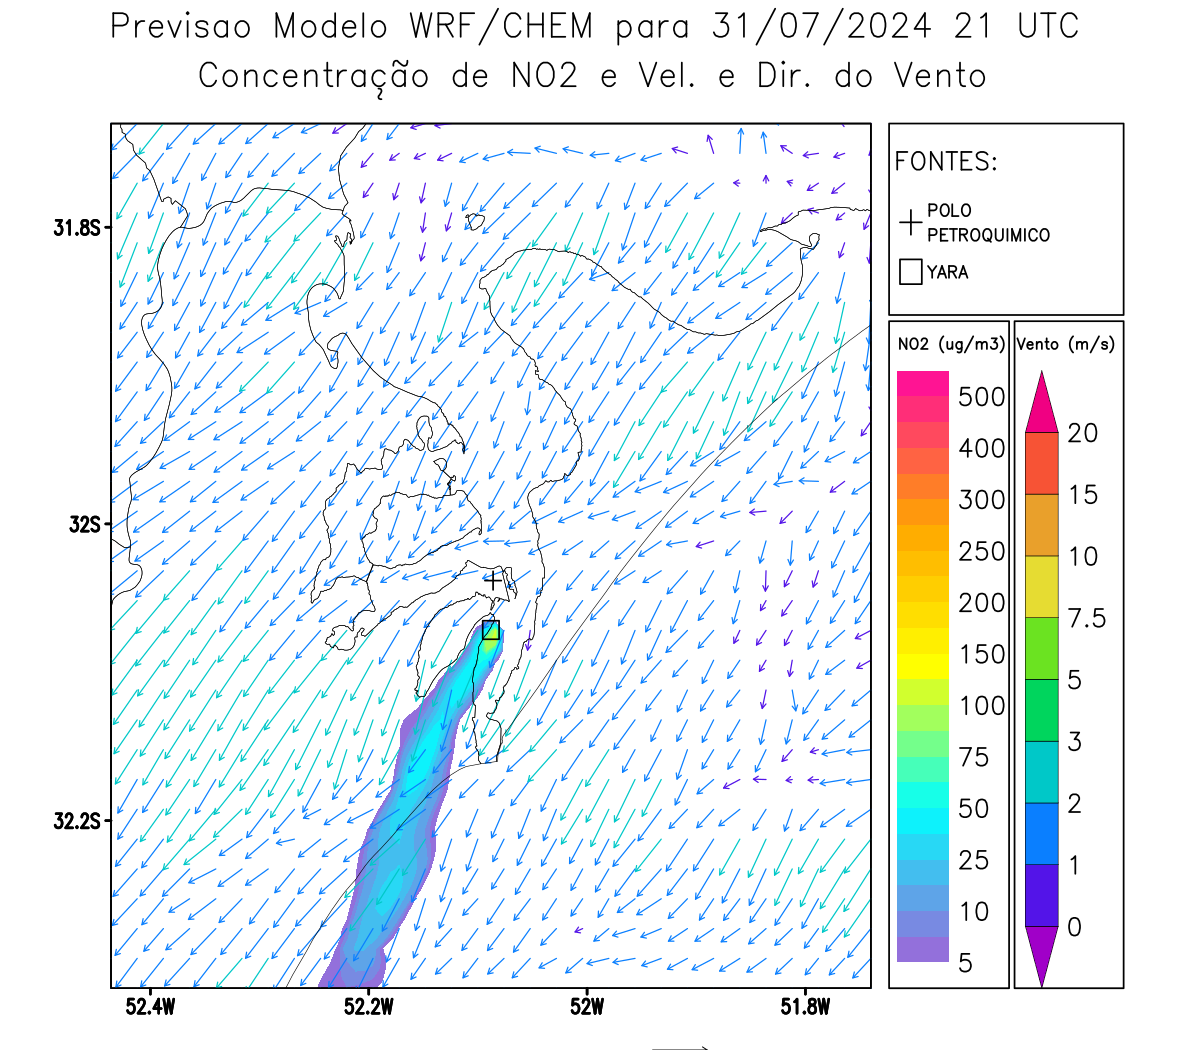 Previsao Modelo WRF/CHEM para 31/07/2024 21 UTC
Concentração de NO2 e Vel. e Dir. do Vento
FONTES:
POLO
PETROQUIMICO
YARA
31.8S
32S
32.2S
52.4W
52.2W
52W
51.8W
NO2 (ug/m3)
500
400
300
250
200
150
100
75
50
25
10
5
Vento (m/s)
20
15
10
7.5
5
3
2
1
0